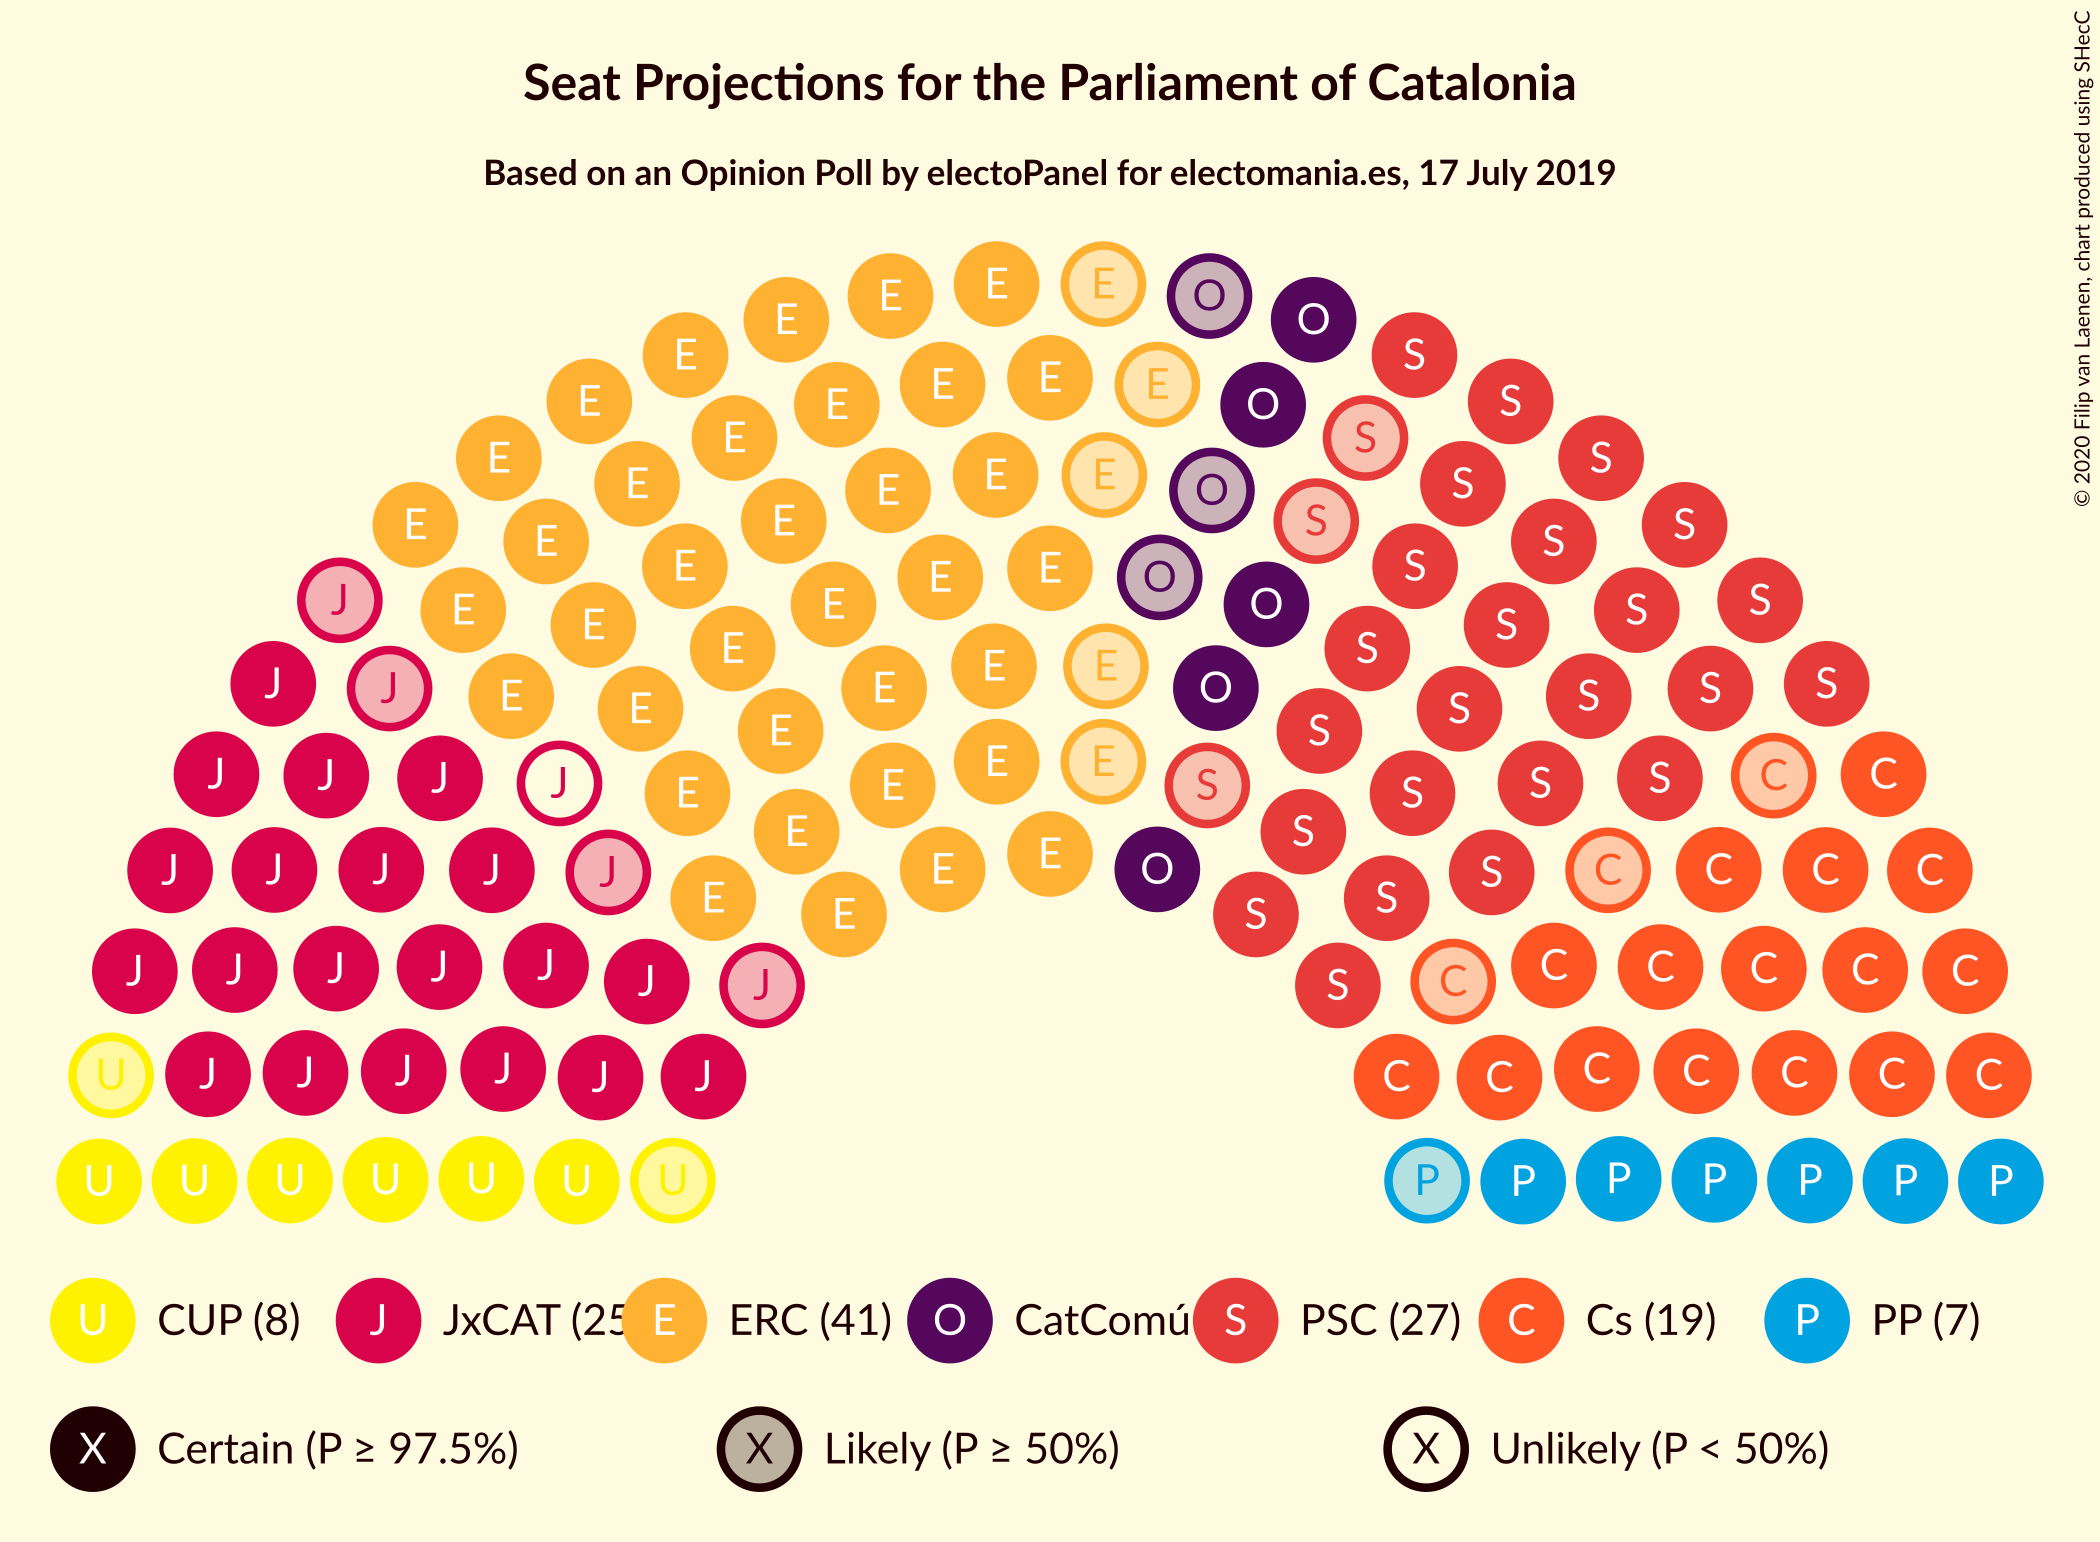 Seat Projections for the Parliament of Catalonia
Based on an Opinion Poll by electoPanel for electomania.es, 17 July 2019
© 2020 Filip van Laenen, chart produced using SHecC
E E E O O
E E S
E E E E E O S
E E S S
E E E E S S
E E E O S
E E E S S S
E E E O O S
J E E E S S S
E E E S S
J J E E E E O S S S S
E E S
J J J J E E E S S S S C C
E S
J J J J J E E E O S S S C C C C
E S
J J J J J J J S C C C C C C
U J J J J J J C C C C C C C
U U U U U U U P P P P P P P
U CUP (8) J JxCAT (25 E ERC (41) O CatComú S PSC (27) C Cs (19) P PP (7)
X Certain (P ≥ 97.5%) X Likely (P ≥ 50%) X Unlikely (P < 50%)